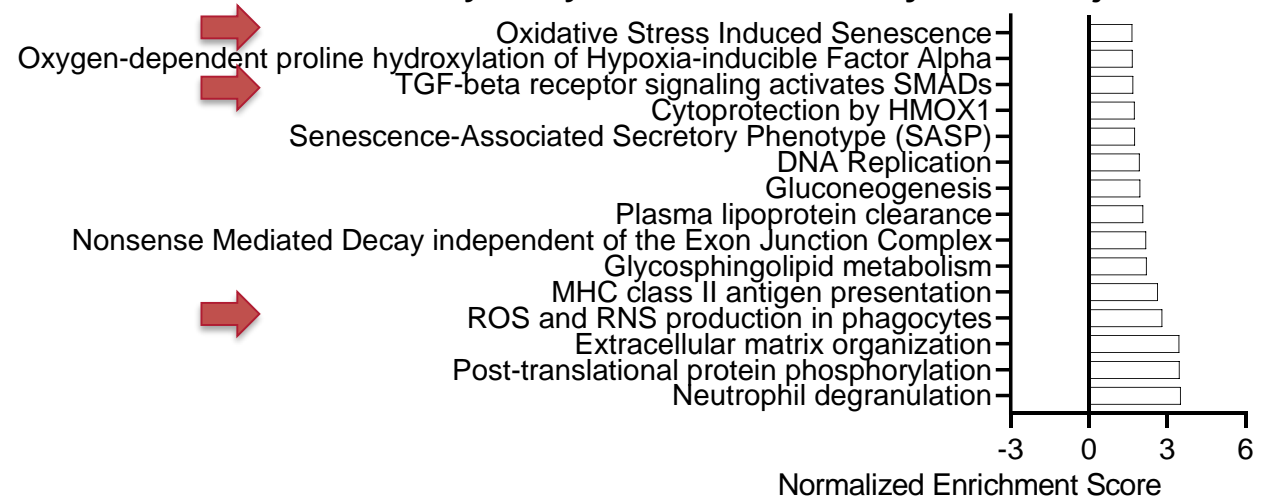 Oxidative Stress Induced Senescence
Oxygen-dependent proline hydroxylation of Hypoxia-inducible Factor Alpha
TGF-beta receptor signaling activates SMADs
Cytoprotection by HMOX1
Senescence-Associated Secretory Phenotype (SASP)
DNA Replication
Gluconeogenesis
Plasma lipoprotein clearance
Nonsense Mediated Decay independent of the Exon Junction Complex
Glycosphingolipid metabolism
MHC class II antigen presentation
ROS and RNS production in phagocytes
Extracellular matrix organization
Post-translational protein phosphorylation
Neutrophil degranulation
-3 0 3 6
Normalized Enrichment Score